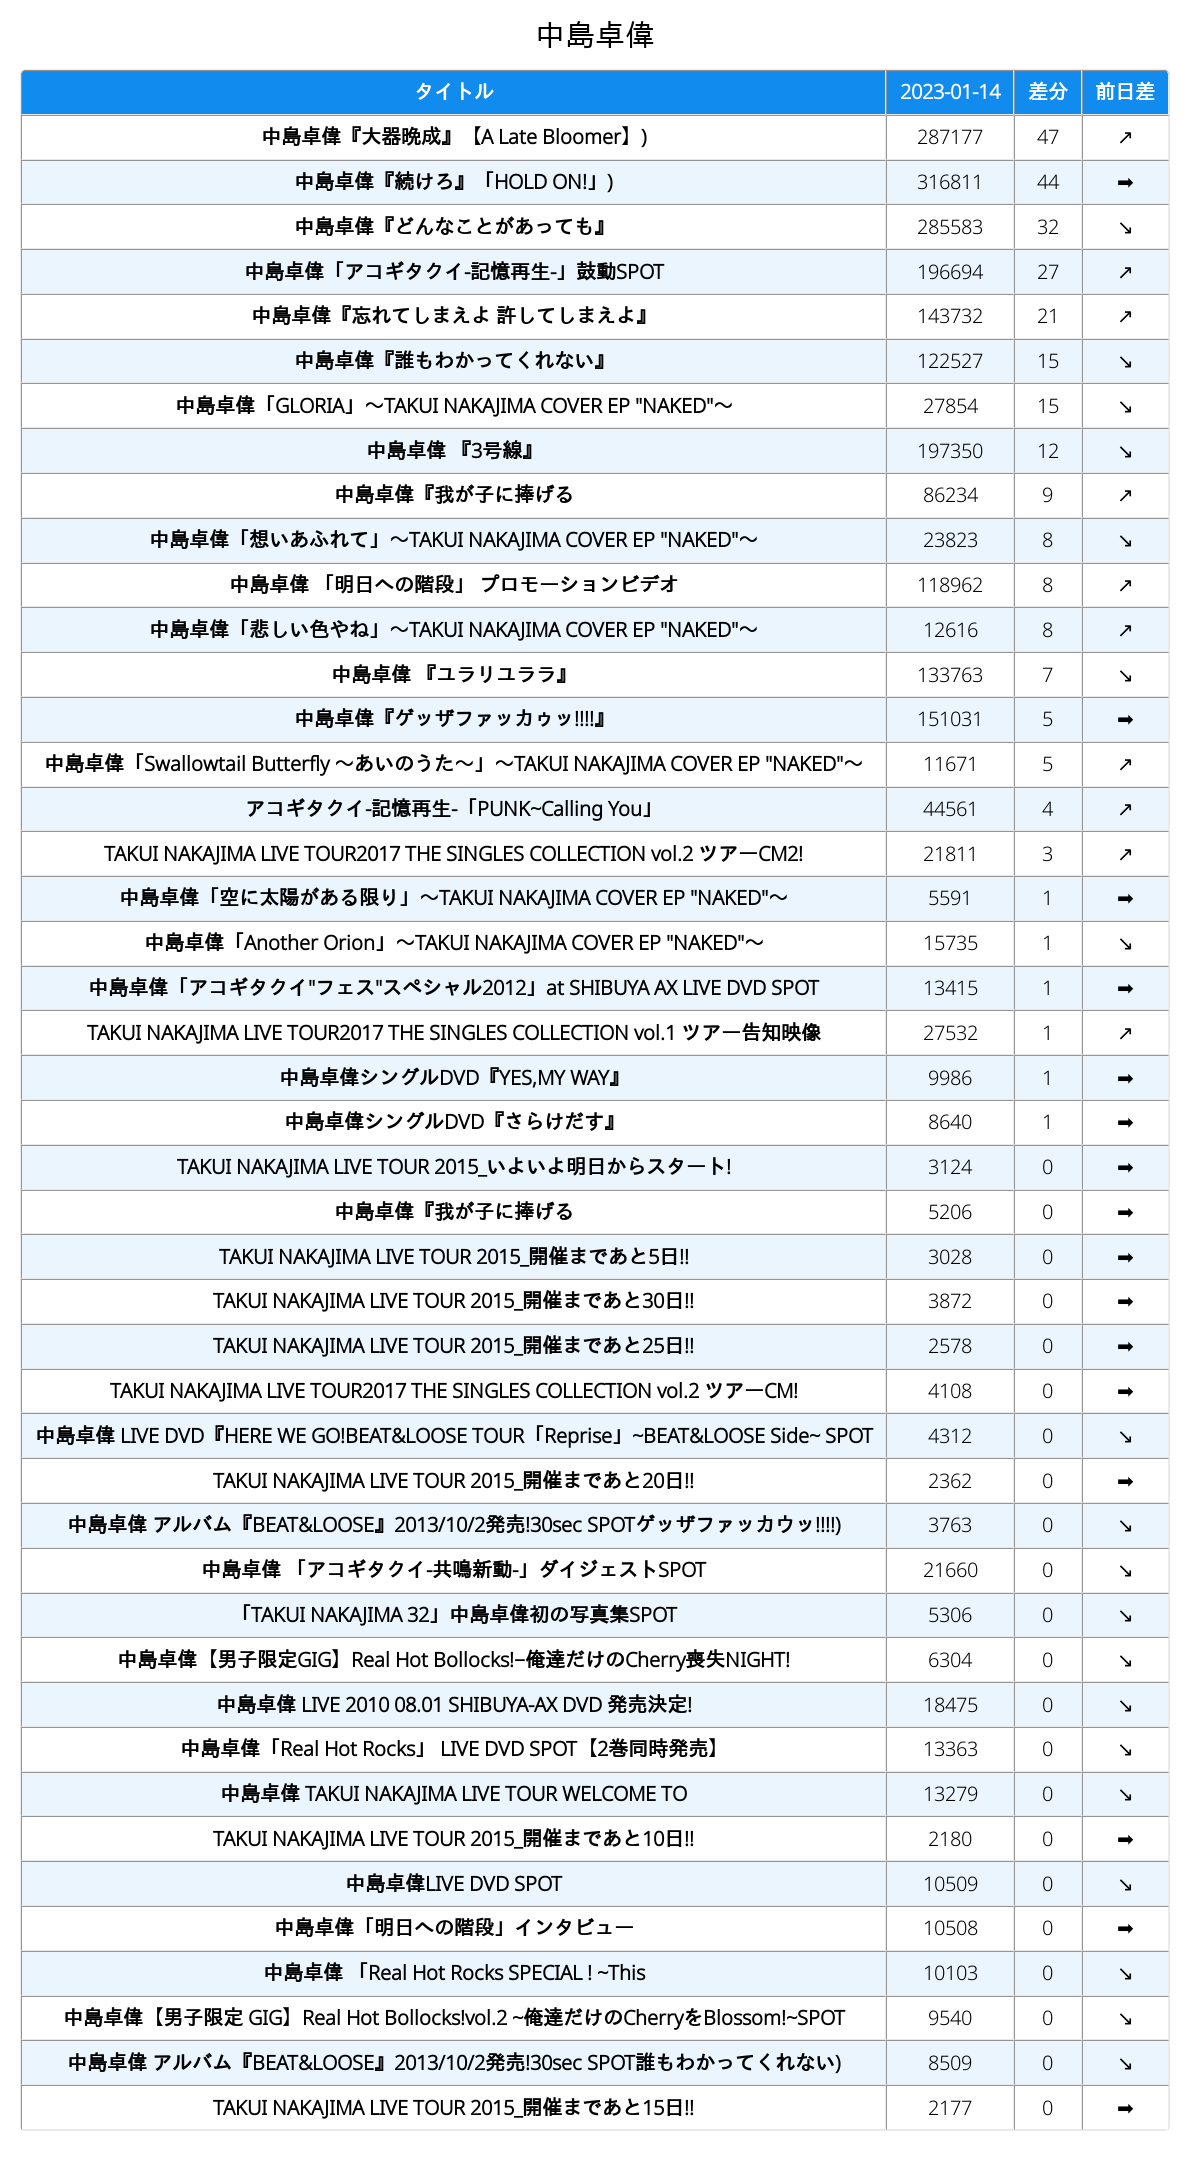 中島卓偉
タイトル 2023-01-14 差分 前日差
中島卓偉『大器晩成』【A Late Bloomer】) 287177 47 ↗
中島卓偉『続けろ』「HOLD ON!」) 316811 44 ➡
中島卓偉『どんなことがあっても』 285583 32 ↘
中島卓偉「アコギタクイ-記憶再生-」鼓動SPOT 196694 27 ↗
中島卓偉『忘れてしまえよ 許してしまえよ』 143732 21 ↗
中島卓偉『誰もわかってくれない』 122527 15 ↘
中島卓偉「GLORIA」～TAKUI NAKAJIMA COVER EP "NAKED"～ 27854 15 ↘
中島卓偉 『3号線』 197350 12 ↘
中島卓偉『我が子に捧げる 86234 9 ↗
中島卓偉「想いあふれて」～TAKUI NAKAJIMA COVER EP "NAKED"～ 23823 8 ↘
中島卓偉 「明日への階段」 プロモーションビデオ 118962 8 ↗
中島卓偉「悲しい色やね」～TAKUI NAKAJIMA COVER EP "NAKED"～ 12616 8 ↗
中島卓偉 『ユラリユララ』 133763 7 ↘
中島卓偉『ゲッザファッカゥッ!!!!』 151031 5 ➡
中島卓偉「Swallowtail Butterfly ～あいのうた～」～TAKUI NAKAJIMA COVER EP "NAKED"～ 11671 5 ↗
アコギタクイ-記憶再生-「PUNK~Calling You」 44561 4 ↗
TAKUI NAKAJIMA LIVE TOUR2017 THE SINGLES COLLECTION vol.2 ツアーCM2! 21811 3 ↗
中島卓偉「空に太陽がある限り」～TAKUI NAKAJIMA COVER EP "NAKED"～ 5591 1 ➡
中島卓偉「Another Orion」～TAKUI NAKAJIMA COVER EP "NAKED"～ 15735 1 ↘
中島卓偉「アコギタクイ"フェス"スペシャル2012」at SHIBUYA AX LIVE DVD SPOT 13415 1 ➡
TAKUI NAKAJIMA LIVE TOUR2017 THE SINGLES COLLECTION vol.1 ツアー告知映像 27532 1 ↗
中島卓偉シングルDVD『YES,MY WAY』 9986 1 ➡
中島卓偉シングルDVD『さらけだす』 8640 1 ➡
TAKUI NAKAJIMA LIVE TOUR 2015_いよいよ明日からスタート! 3124 0 ➡
中島卓偉『我が子に捧げる 5206 0 ➡
TAKUI NAKAJIMA LIVE TOUR 2015_開催まであと5日!! 3028 0 ➡
TAKUI NAKAJIMA LIVE TOUR 2015_開催まであと30日!! 3872 0 ➡
TAKUI NAKAJIMA LIVE TOUR 2015_開催まであと25日!! 2578 0 ➡
TAKUI NAKAJIMA LIVE TOUR2017 THE SINGLES COLLECTION vol.2 ツアーCM! 4108 0 ➡
中島卓偉 LIVE DVD『HERE WE GO!BEAT&LOOSE TOUR「Reprise」~BEAT&LOOSE Side~ SPOT 4312 0 ↘
TAKUI NAKAJIMA LIVE TOUR 2015_開催まであと20日!! 2362 0 ➡
中島卓偉 アルバム『BEAT&LOOSE』2013/10/2発売!30sec SPOTゲッザファッカウッ!!!!) 3763 0 ↘
中島卓偉 「アコギタクイ-共鳴新動-」ダイジェストSPOT 21660 0 ↘
「TAKUI NAKAJIMA 32」中島卓偉初の写真集SPOT 5306 0 ↘
中島卓偉【男子限定GIG】Real Hot Bollocks!−俺達だけのCherry喪失NIGHT! 6304 0 ↘
中島卓偉 LIVE 2010 08.01 SHIBUYA-AX DVD 発売決定! 18475 0 ↘
中島卓偉「Real Hot Rocks」 LIVE DVD SPOT【2巻同時発売】 13363 0 ↘
中島卓偉 TAKUI NAKAJIMA LIVE TOUR WELCOME TO 13279 0 ↘
TAKUI NAKAJIMA LIVE TOUR 2015_開催まであと10日!! 2180 0 ➡
中島卓偉LIVE DVD SPOT 10509 0 ↘
中島卓偉「明日への階段」インタビュー 10508 0 ➡
中島卓偉 「Real Hot Rocks SPECIAL ! ~This 10103 0 ↘
中島卓偉【男子限定 GIG】Real Hot Bollocks!vol.2 ~俺達だけのCherryをBlossom!~SPOT 9540 0 ↘
中島卓偉 アルバム『BEAT&LOOSE』2013/10/2発売!30sec SPOT誰もわかってくれない) 8509 0 ↘
TAKUI NAKAJIMA LIVE TOUR 2015_開催まであと15日!! 2177 0 ➡